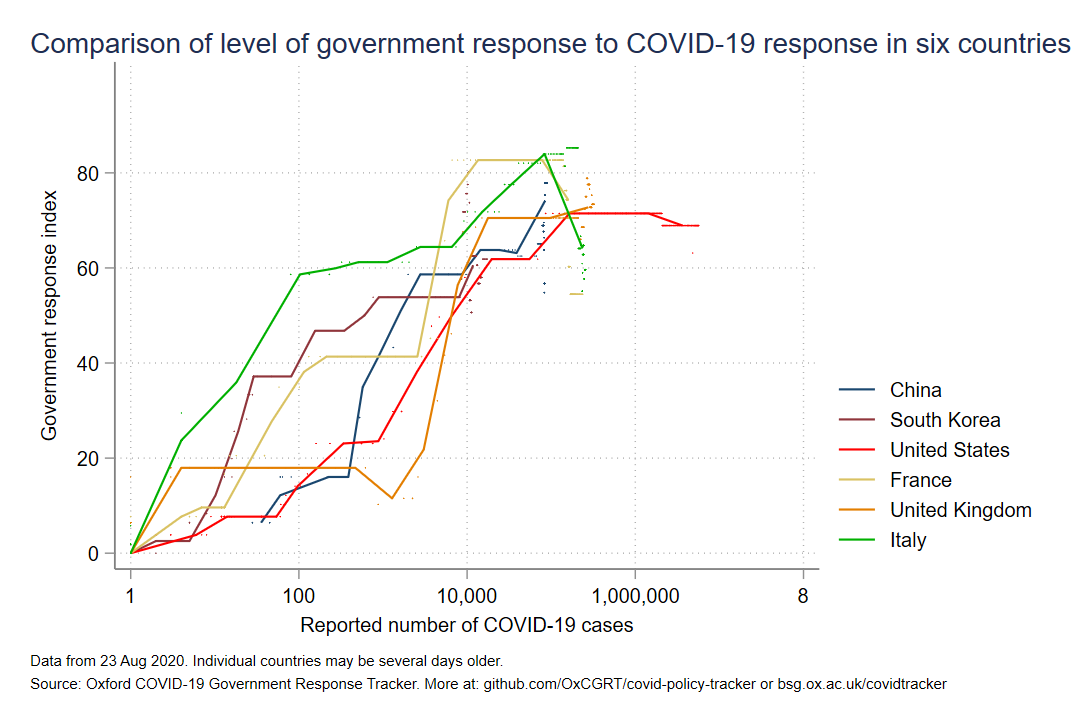 Comparison of level of government response to COVID-19 response in six countries
Government response index
80
60
40
20
0
1
100
10,000
1,000,000
8
Reported number of COVID-19 cases
China
South Korea
United States
France
United Kingdom
Italy
Data from 23 Aug 2020. Individual countries may be several days older.
Source: Oxford COVID-19 Government Response Tracker. More at: github.com/OxCGRT/covid-policy-tracker or bsg.ox.ac.uk/covidtracker